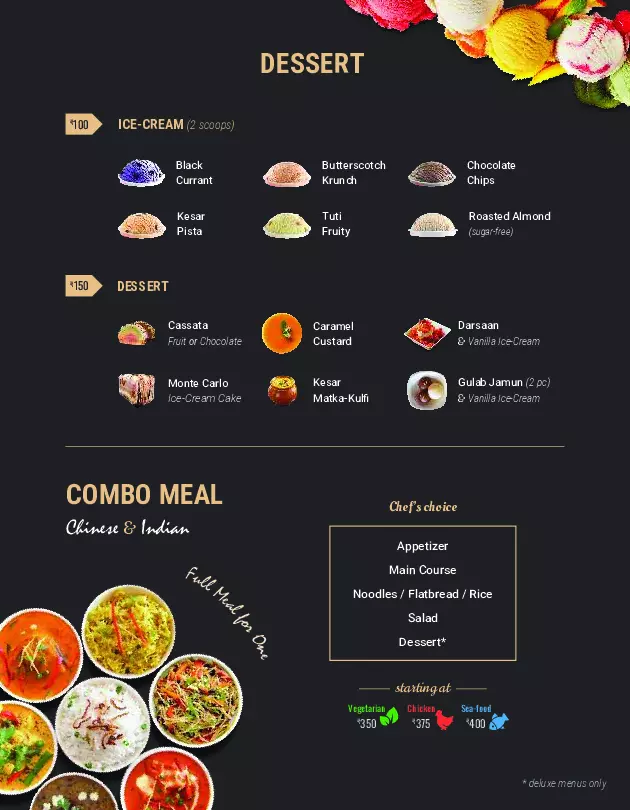 DESSERT
₹100 ICE-CREAM (2 scoops)
Black
Currant
Butterscotch
Krunch
Chocolate
Chips
Kesar
Pista
Tuti
Fruity
Roasted Almond
(sugar-free)
₹150 DESSERT
Cassata
Fruit or Chocolate
Caramel
Custard
Darsaan
& Vanilla Ice-Cream
Monte Carlo
Ice-Cream Cake
Kesar
Matka-Kulfi
Gulab Jamun (2 pc)
& Vanilla Ice-Cream
COMBO MEAL
Chinese & Indian
Full Meal for One
Chef's choice
Appetizer
Main Course
Noodles / Flatbread / Rice
Salad
Dessert*
starting at
Vegetarian Chicken Sea-food
₹350 ₹375 ₹400
* deluxe menus only